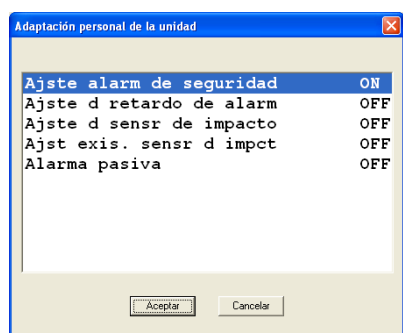 Adaptación personal de la unidad
Ajste alarm de seguridad ON
Ajste d retardo de alarm OFF
Ajste d sensr de impacto OFF
Ajst exis. sensr d impct OFF
Alarma pasiva OFF
Aceptar Cancelar